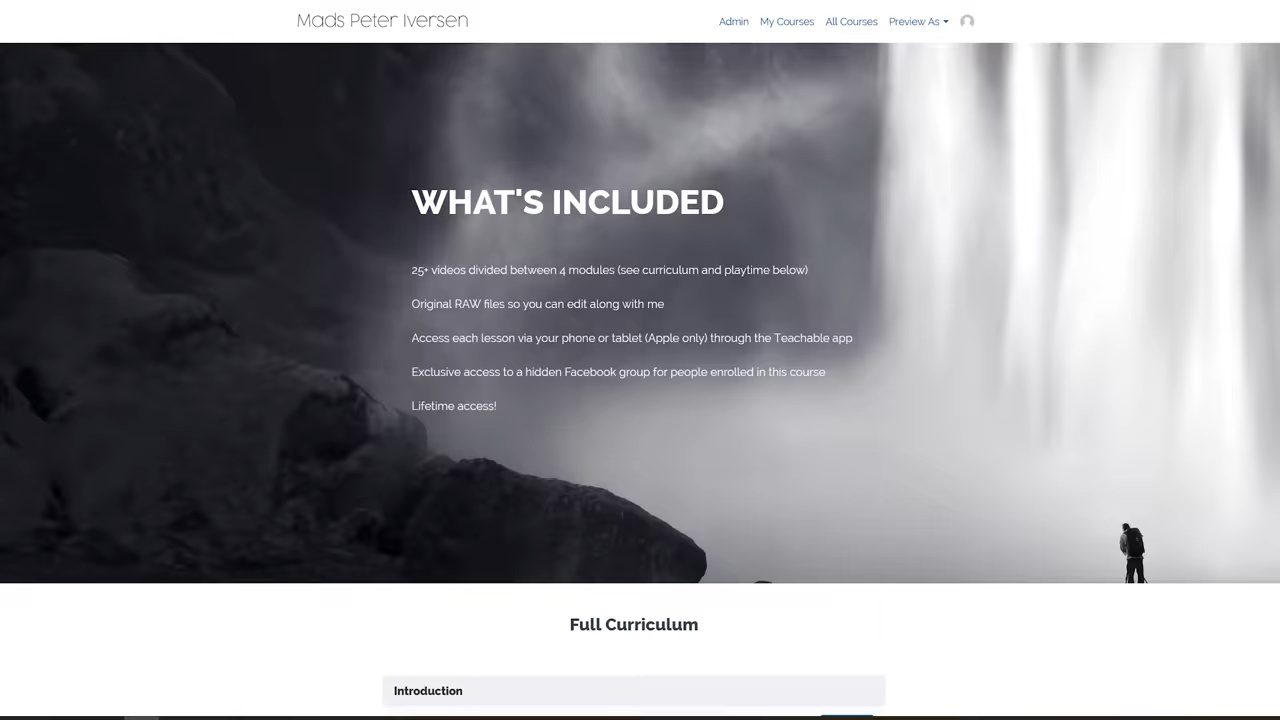 Mads Peter Iversen
Admin My Courses All Courses Preview As
WHAT'S INCLUDED
25+ videos divided between 4 modules (see curriculum and playtime below)
Original RAW files so you can edit along with me
Access each lesson via your phone or tablet (Apple only) through the Teachable app
Exclusive access to a hidden Facebook group for people enrolled in this course
Lifetime access!
Full Curriculum
Introduction